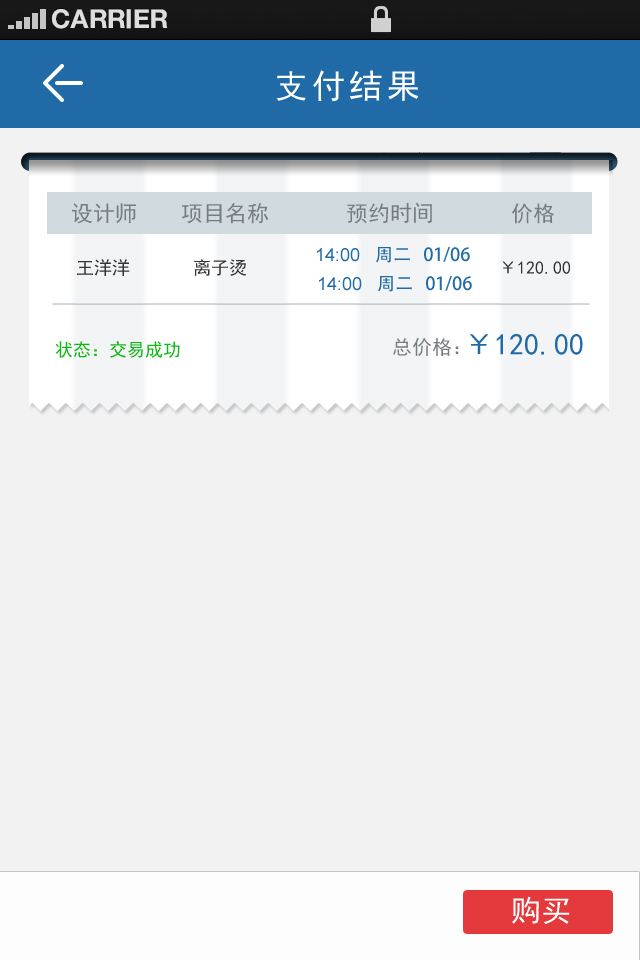 CARRIER
支付结果
设计师 项目名称 预约时间 价格
王洋洋 离子烫 14:00 周二 01/06 ￥120.00
14:00 周二 01/06
状态：交易成功 总价格：￥120.00
购买